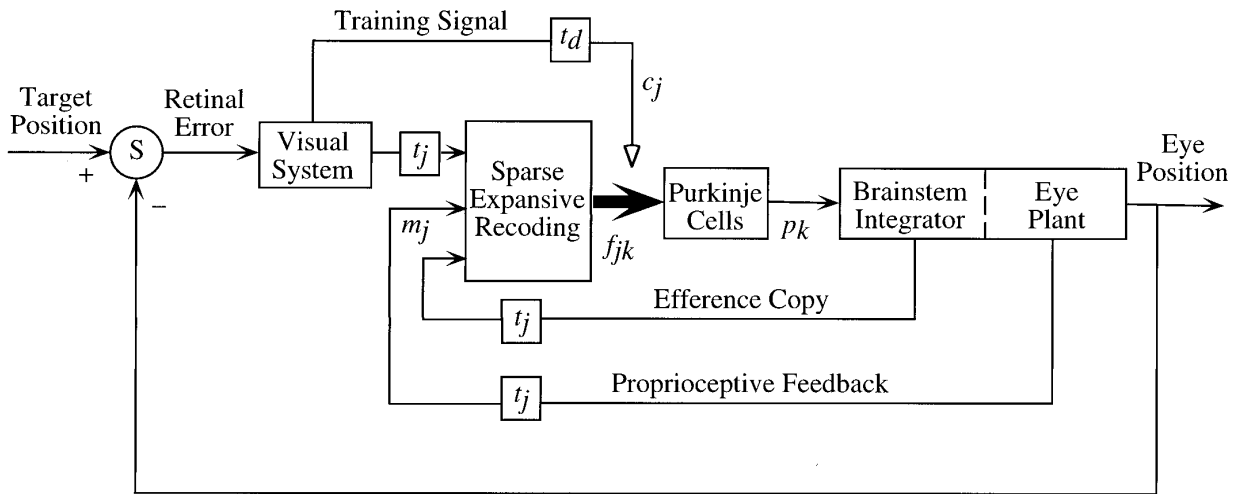 Training Signal
t_d
c_j
Target
Position
Retinal
Error
S
+
−
Visual
System
t_j
Sparse
Expansive
Recoding
m_j
f_jk
Purkinje
Cells
p_k
Brainstem
Integrator
Eye
Plant
Eye
Position
t_j
Efference Copy
t_j
Proprioceptive Feedback